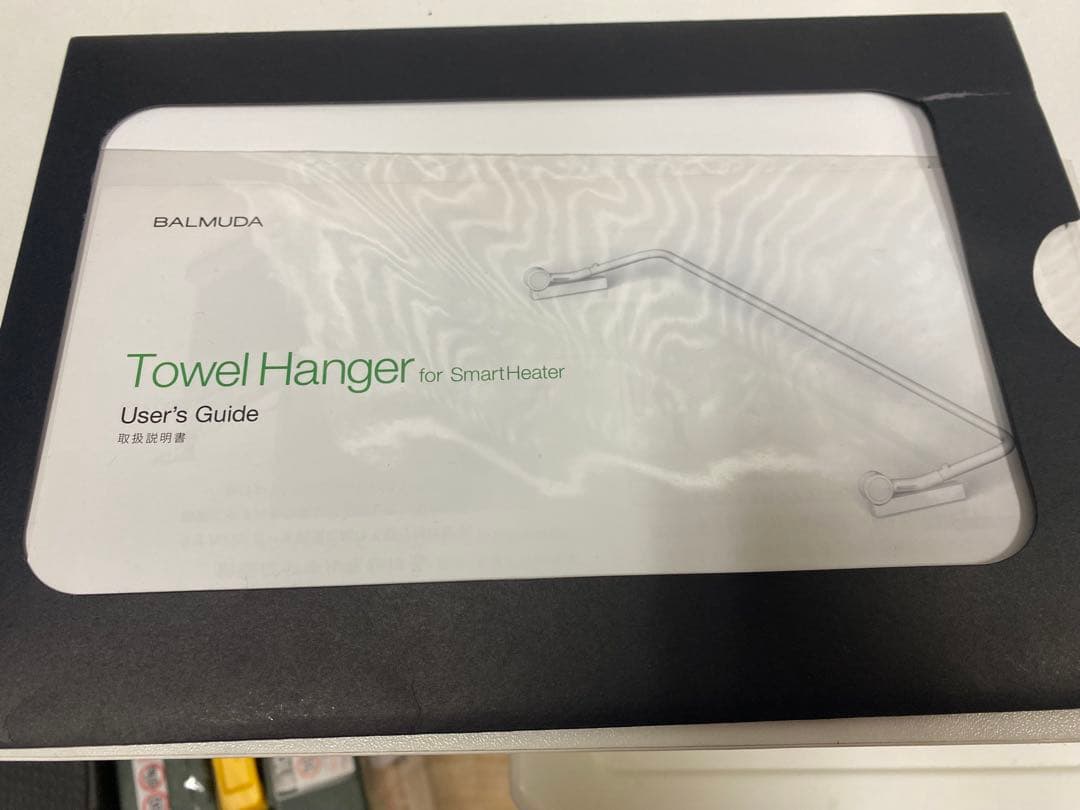 BALMUDA
Towel Hanger for SmartHeater
User's Guide
取扱説明書